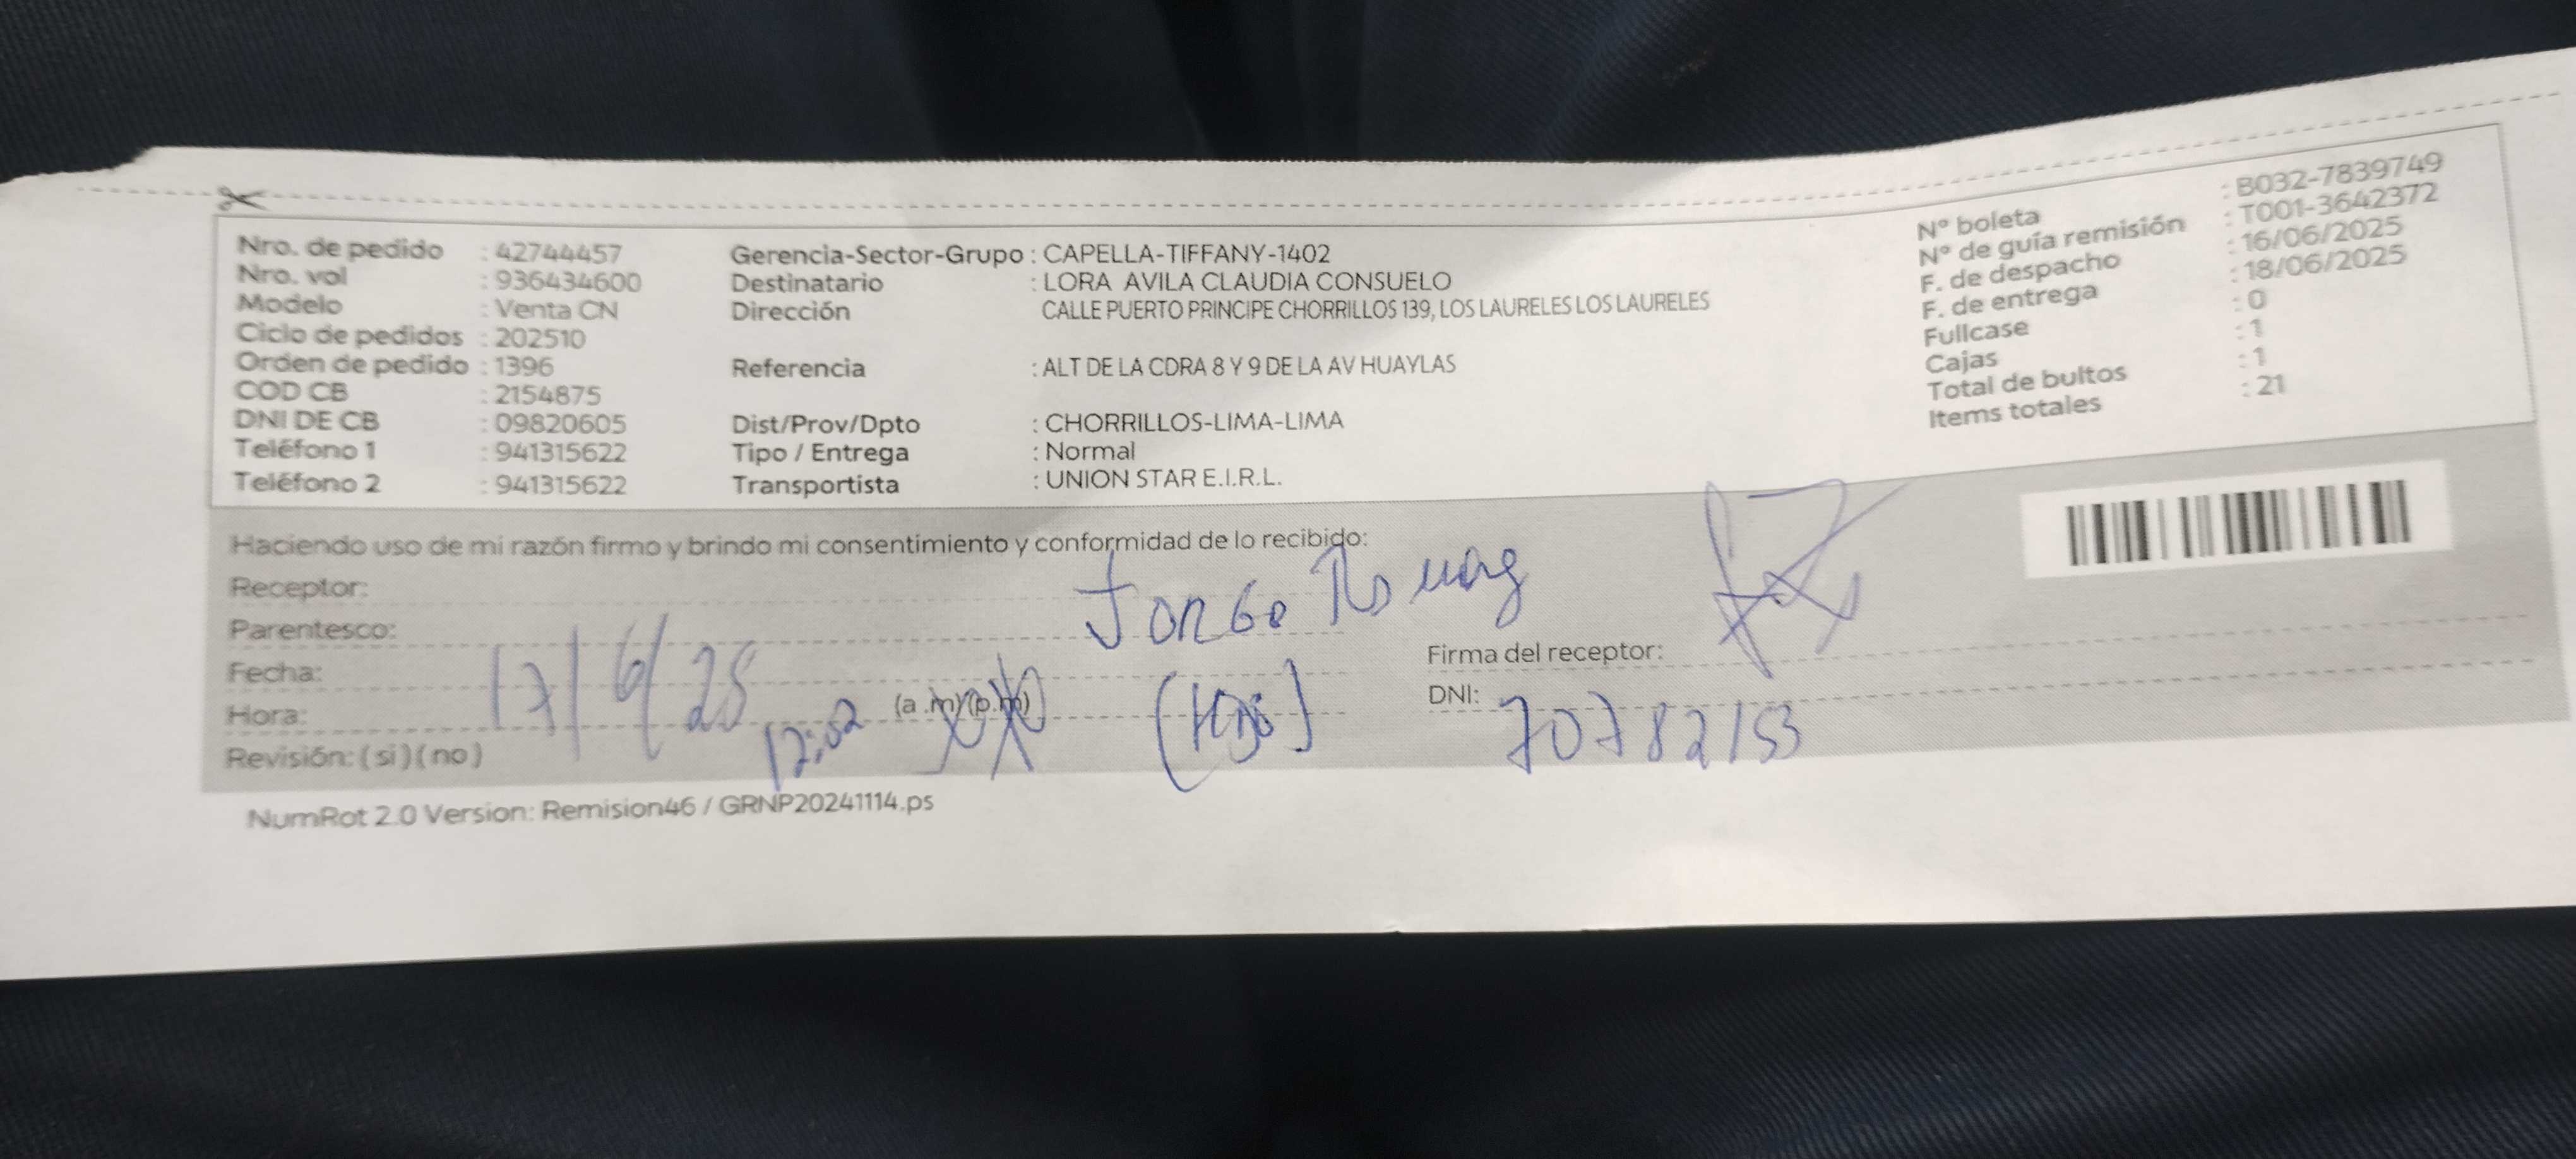 Nro. de pedido : 42744457
Nro. vol : 936434600
Modelo : Venta CN
Ciclo de pedidos : 202510
Orden de pedido : 1396
COD CB : 2154875
DNI DE CB : 09820605
Teléfono 1 : 941315622
Teléfono 2 : 941315622
Gerencia-Sector-Grupo : CAPELLA-TIFFANY-1402
Destinatario : LORA AVILA CLAUDIA CONSUELO
Dirección CALLE PUERTO PRINCIPE CHORRILLOS 139, LOS LAURELES LOS LAURELES
Referencia : ALT DE LA CDRA 8 Y 9 DE LA AV HUAYLAS
Dist/Prov/Dpto : CHORRILLOS-LIMA-LIMA
Tipo / Entrega : Normal
Transportista : UNION STAR E.I.R.L.
N° boleta : B032-7839749
N° de guía remisión : T001-3642372
F. de despacho : 16/06/2025
F. de entrega : 18/06/2025
Fullcase : 0
Cajas : 1
Total de bultos : 1
Items totales : 21
Haciendo uso de mi razón firmo y brindo mi consentimiento y conformidad de lo recibido:
Receptor: Jorge
Parentesco:
Fecha: 17/6/25
Hora: 12:02 (a.m)(p.m)
Revisión: (si)(no)
Firma del receptor:
DNI: 70782153
NumRot 2.0 Version: Remision46 / GRNP20241114.ps